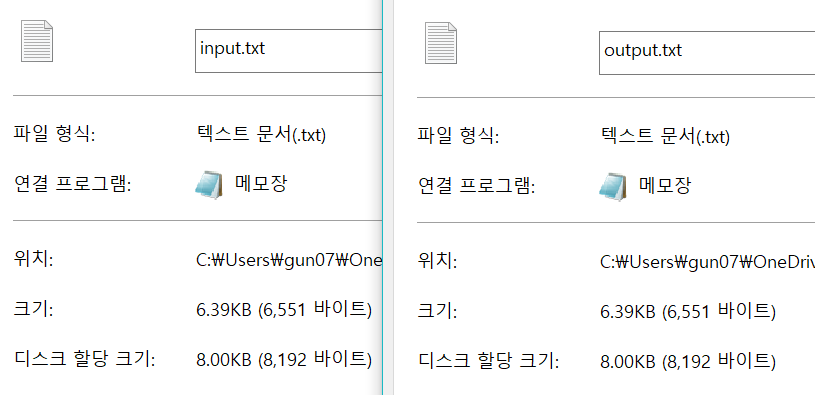 input.txt
파일 형식: 텍스트 문서(.txt)
연결 프로그램: 메모장
위치: C:₩Users₩gun07₩One
크기: 6.39KB (6,551 바이트)
디스크 할당 크기: 8.00KB (8,192 바이트)
output.txt
파일 형식: 텍스트 문서(.txt)
연결 프로그램: 메모장
위치: C:₩Users₩gun07₩OneDriv
크기: 6.39KB (6,551 바이트)
디스크 할당 크기: 8.00KB (8,192 바이트)